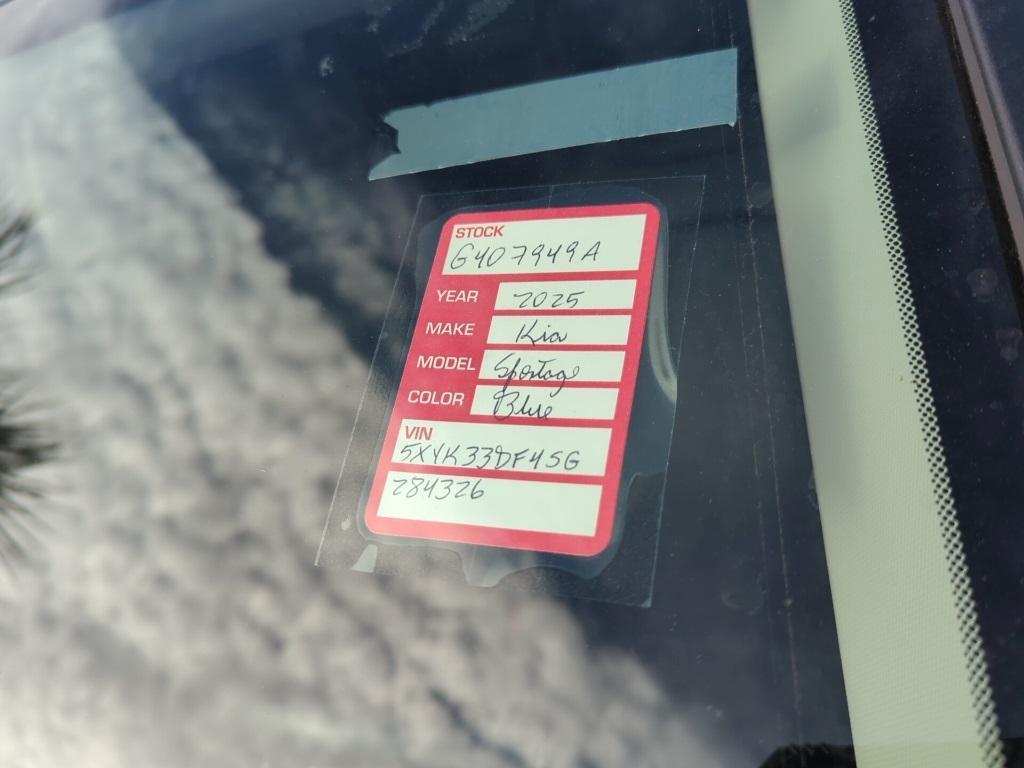 STOCK
G407949A
YEAR 2025
MAKE Kia
MODEL Sportage
COLOR Blue
VIN
5XYK33DF4SG
284326